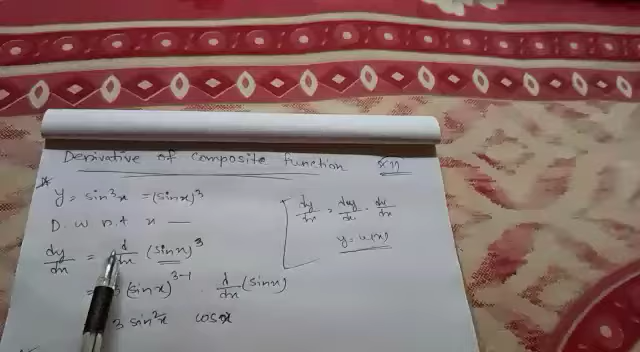 Derivative of composite function XII
y = sin³x = (sinx)³
D. w. r. t x —
dy/dx = d/dx (sinx)³
= (sinx)³⁻¹ . d/dx (sinx)
3 sin²x cosx
dy/dx = dy/du . du/dx